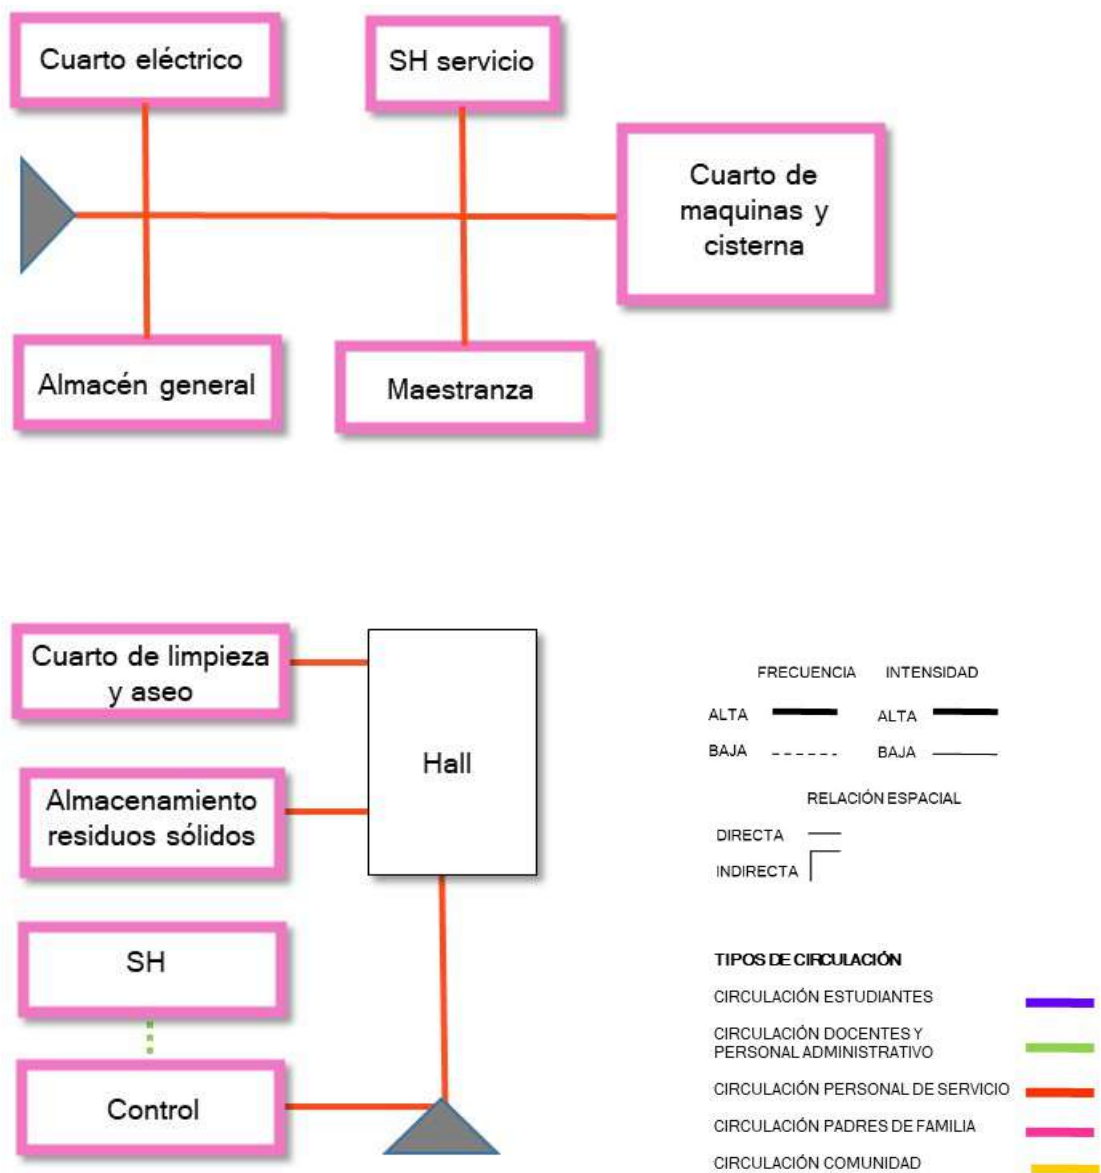 Cuarto eléctrico
SH servicio
Cuarto de
maquinas y
cisterna
Almacén general
Maestranza
Cuarto de limpieza
y aseo
Hall
Almacenamiento
residuos sólidos
SH
Control
FRECUENCIA INTENSIDAD
ALTA ALTA
BAJA BAJA
RELACIÓN ESPACIAL
DIRECTA
INDIRECTA
TIPOS DE CIRCULACIÓN
CIRCULACIÓN ESTUDIANTES
CIRCULACIÓN DOCENTES Y
PERSONAL ADMINISTRATIVO
CIRCULACIÓN PERSONAL DE SERVICIO
CIRCULACIÓN PADRES DE FAMILIA
CIRCULACIÓN COMUNIDAD